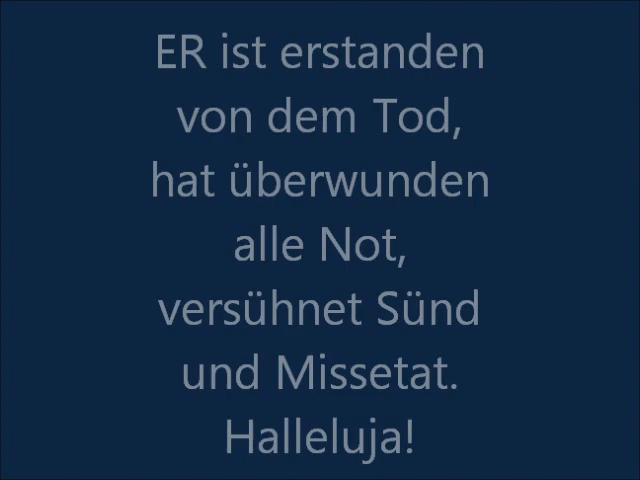 ER ist erstanden
von dem Tod,
hat überwunden
alle Not,
versühnet Sünd
und Missetat.
Halleluja!